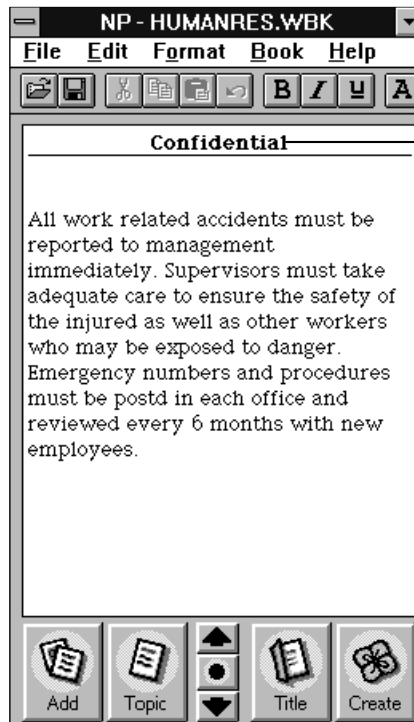 NP - HUMANRES.WBK
File Edit Format Book Help
B I U A
Confidential
All work related accidents must be
reported to management
immediately. Supervisors must take
adequate care to ensure the safety of
the injured as well as other workers
who may be exposed to danger.
Emergency numbers and procedures
must be postd in each office and
reviewed every 6 months with new
employees.
Add Topic Title Create